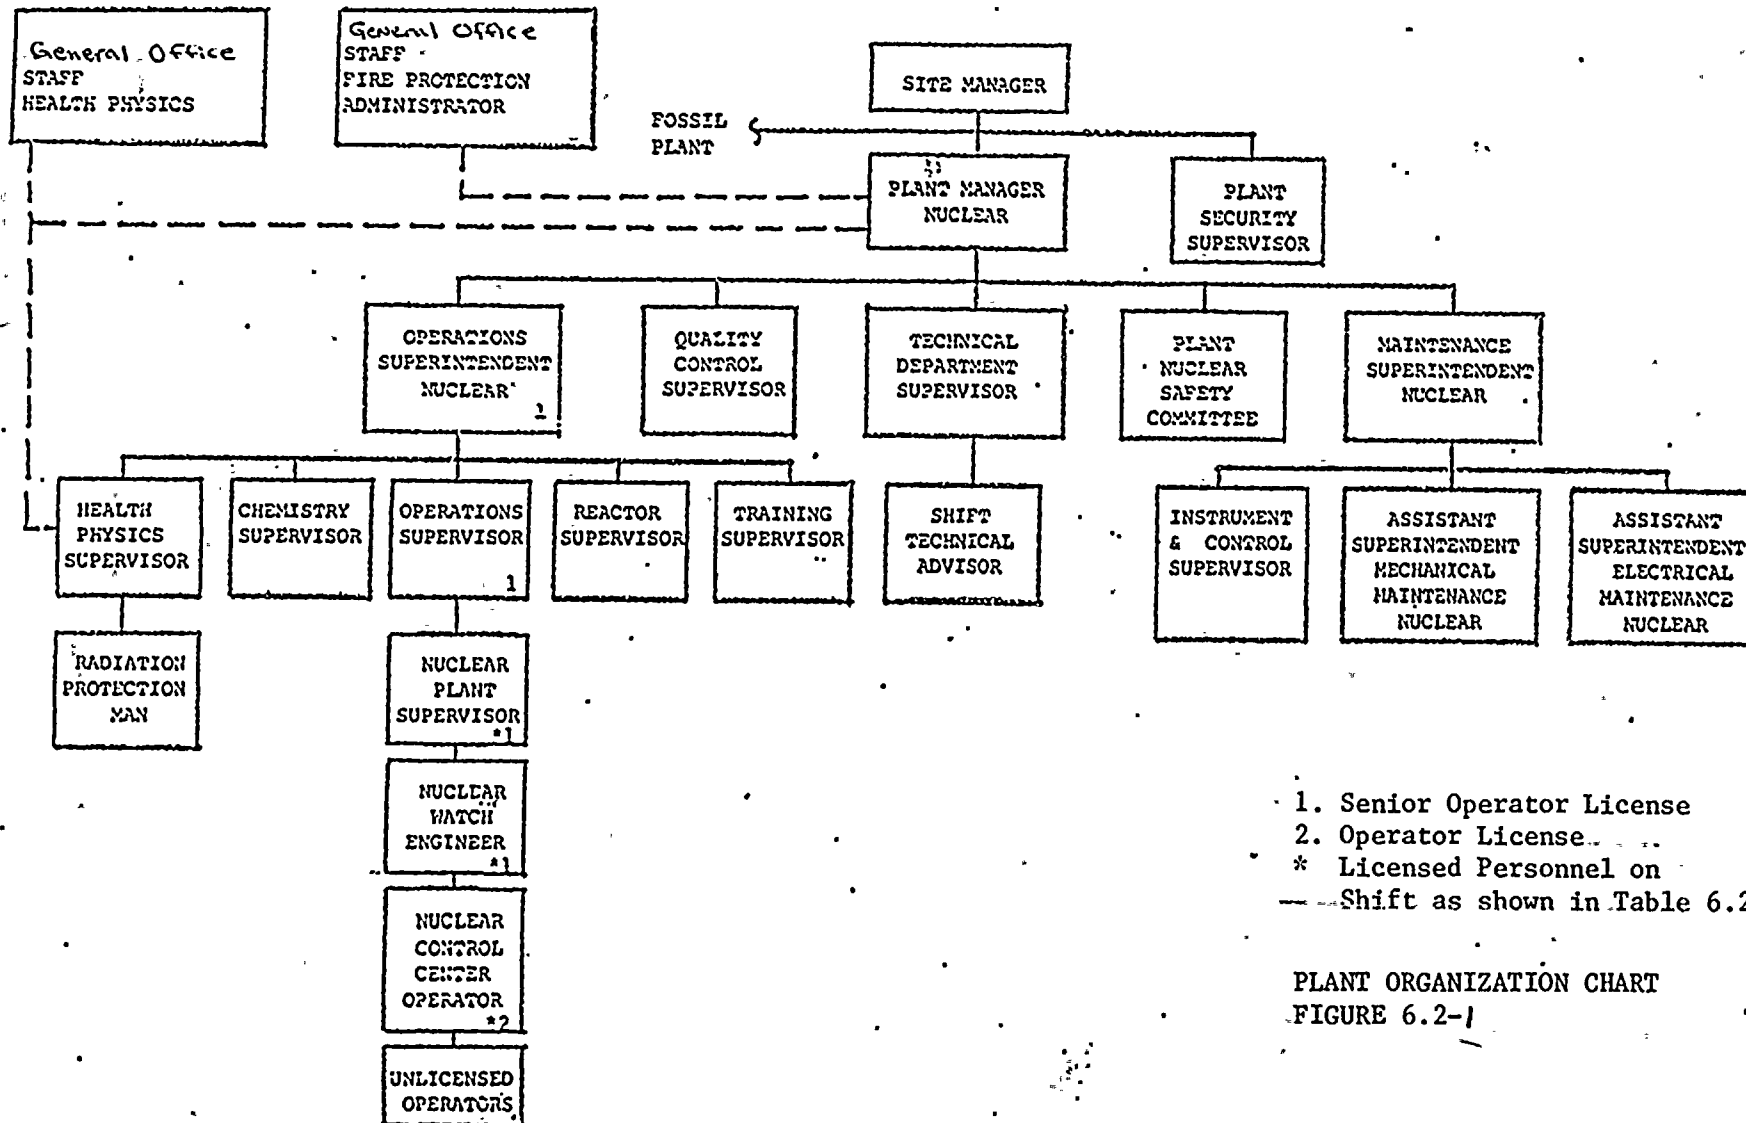 General Office
STAFF
HEALTH PHYSICS
General Office
STAFF
FIRE PROTECTION
ADMINISTRATOR
SITE MANAGER
FOSSIL
PLANT
PLANT MANAGER
NUCLEAR
PLANT
SECURITY
SUPERVISOR
OPERATIONS
SUPERINTENDENT
NUCLEAR
1
QUALITY
CONTROL
SUPERVISOR
TECHNICAL
DEPARTMENT
SUPERVISOR
PLANT
NUCLEAR
SAFETY
COMMITTEE
MAINTENANCE
SUPERINTENDENT
NUCLEAR
HEALTH
PHYSICS
SUPERVISOR
CHEMISTRY
SUPERVISOR
OPERATIONS
SUPERVISOR
1
REACTOR
SUPERVISOR
TRAINING
SUPERVISOR
SHIFT
TECHNICAL
ADVISOR
INSTRUMENT
& CONTROL
SUPERVISOR
ASSISTANT
SUPERINTENDENT
MECHANICAL
MAINTENANCE
NUCLEAR
ASSISTANT
SUPERINTENDENT
ELECTRICAL
MAINTENANCE
NUCLEAR
RADIATION
PROTECTION
MAN
NUCLEAR
PLANT
SUPERVISOR
*1
NUCLEAR
WATCH
ENGINEER
*1
NUCLEAR
CONTROL
CENTER
OPERATOR
*2
UNLICENSED
OPERATORS
1. Senior Operator License
2. Operator License
* Licensed Personnel on
Shift as shown in Table 6.2
PLANT ORGANIZATION CHART
FIGURE 6.2-1